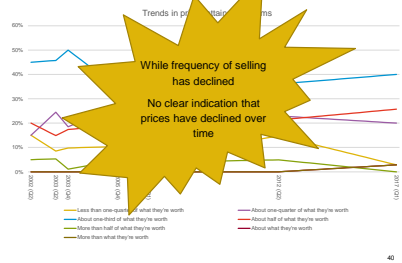 Trends in pr
attain
ms
60%
50%
40%
30%
20%
10%
0%
While frequency of selling
has declined
No clear indication that
prices have declined over
time
2002 (Q2)
2003 (Q2)
2003 (Q4)
2012 (Q2)
2017 (Q1)
Less than one-quarter of what they're worth
About one-quarter of what they're worth
About one-third of what they're worth
About half of what they're worth
More than half of what they're worth
About what they're worth
More than what they're worth
40